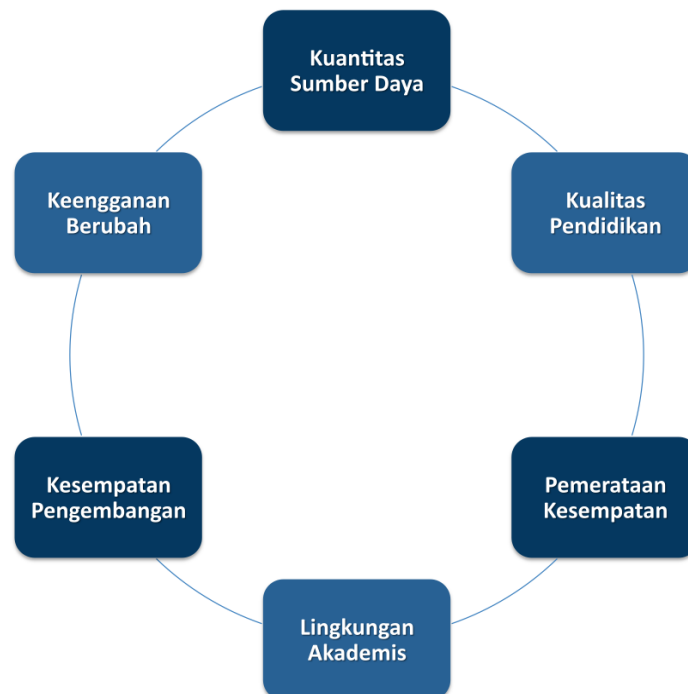 Kuantitas
Sumber Daya
Kualitas
Pendidikan
Pemerataan
Kesempatan
Lingkungan
Akademis
Kesempatan
Pengembangan
Keengganan
Berubah